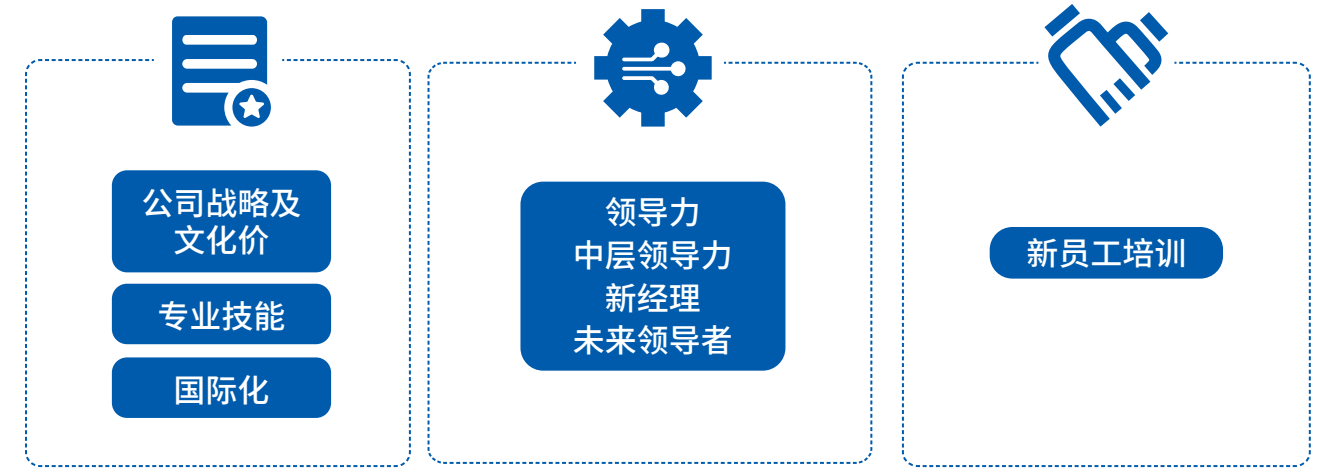 公司战略及
文化价
专业技能
国际化
领导力
中层领导力
新经理
未来领导者
新员工培训